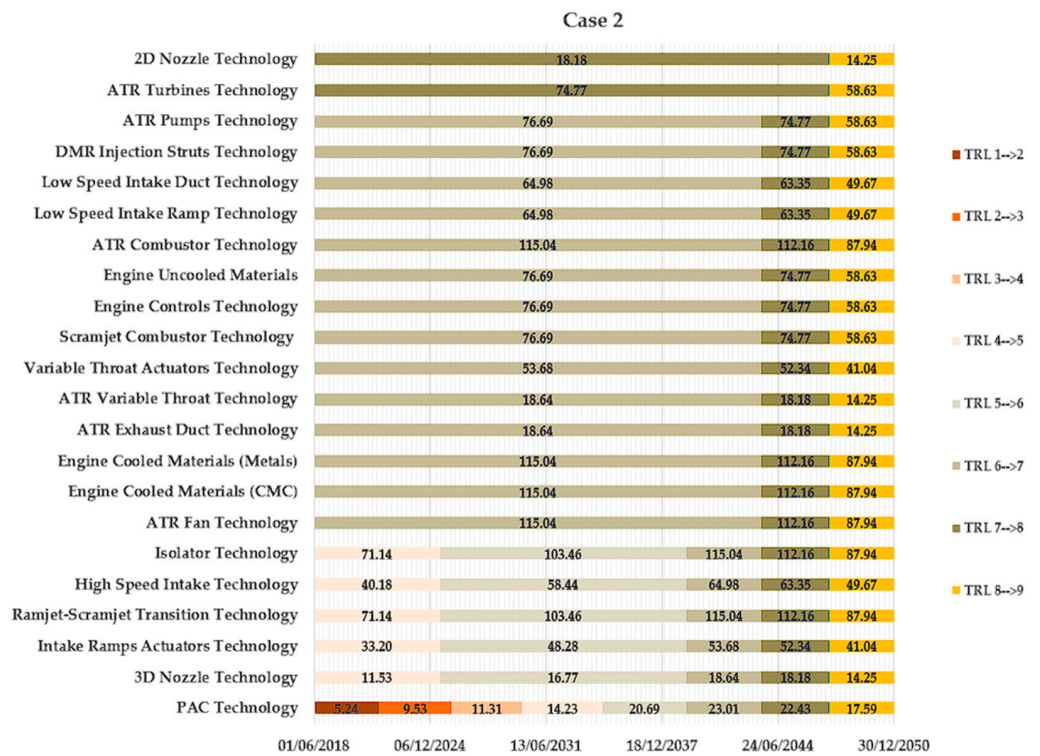 Case 2
2D Nozzle Technology 18.18 14.25
ATR Turbines Technology 74.77 58.63
ATR Pumps Technology 76.69 74.77 58.63
DMR Injection Struts Technology 76.69 74.77 58.63
Low Speed Intake Duct Technology 64.98 63.35 49.67
Low Speed Intake Ramp Technology 64.98 63.35 49.67
ATR Combustor Technology 115.04 112.16 87.94
Engine Uncooled Materials 76.69 74.77 58.63
Engine Controls Technology 76.69 74.77 58.63
Scramjet Combustor Technology 76.69 74.77 58.63
Variable Throat Actuators Technology 53.68 52.34 41.04
ATR Variable Throat Technology 18.64 18.18 14.25
ATR Exhaust Duct Technology 18.64 18.18 14.25
Engine Cooled Materials (Metals) 115.04 112.16 87.94
Engine Cooled Materials (CMC) 115.04 112.16 87.94
ATR Fan Technology 115.04 112.16 87.94
Isolator Technology 71.14 103.46 115.04 112.16 87.94
High Speed Intake Technology 40.18 58.44 64.98 63.35 49.67
Ramjet-Scramjet Transition Technology 71.14 103.46 115.04 112.16 87.94
Intake Ramps Actuators Technology 33.20 48.28 53.68 52.34 41.04
3D Nozzle Technology 11.53 16.77 18.64 18.18 14.25
PAC Technology 5.24 9.53 11.31 14.23 20.69 23.01 22.43 17.59
01/06/2018 06/12/2024 13/06/2031 18/12/2037 24/06/2044 30/12/2050
TRL 1-->2
TRL 2-->3
TRL 3-->4
TRL 4-->5
TRL 5-->6
TRL 6-->7
TRL 7-->8
TRL 8-->9